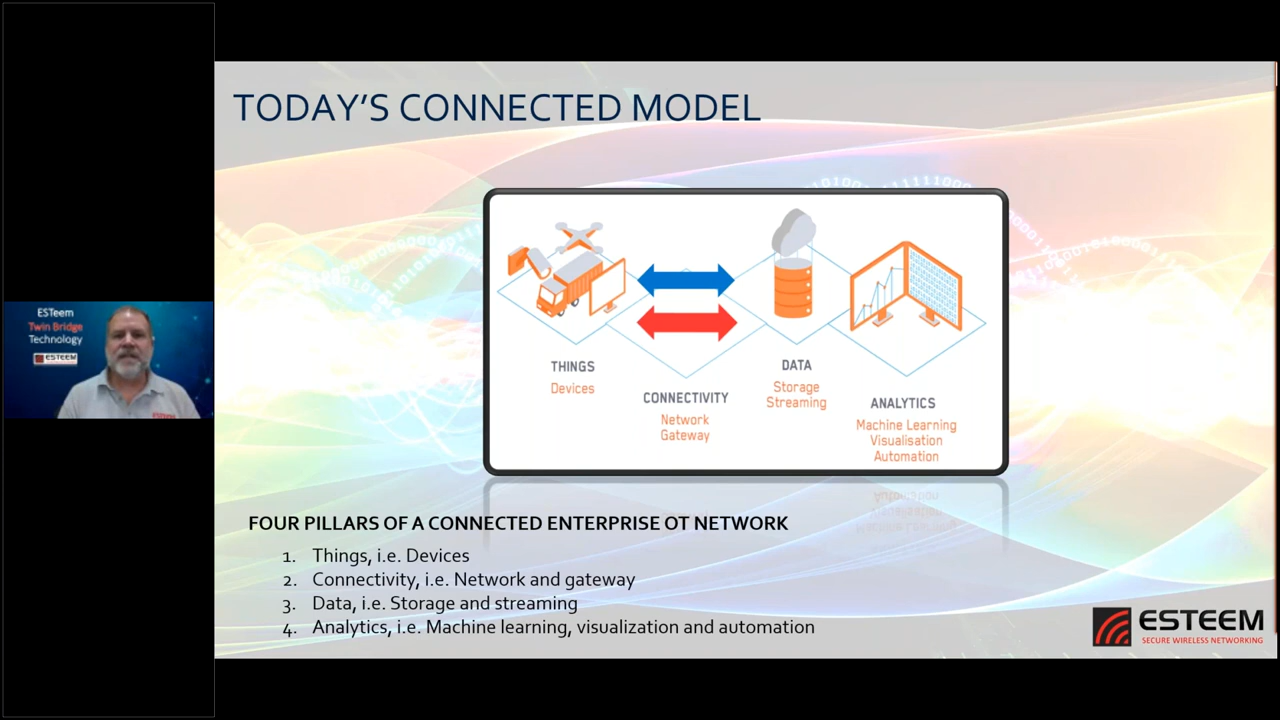 TODAY'S CONNECTED MODEL
ESTeem
Twin Bridge
Technology
ESTEEM
THINGS
Devices
CONNECTIVITY
Network
Gateway
DATA
Storage
Streaming
ANALYTICS
Machine Learning
Visualisation
Automation
FOUR PILLARS OF A CONNECTED ENTERPRISE OT NETWORK
1. Things, i.e. Devices
2. Connectivity, i.e. Network and gateway
3. Data, i.e. Storage and streaming
4. Analytics, i.e. Machine learning, visualization and automation
ESTEEM
SECURE WIRELESS NETWORKING